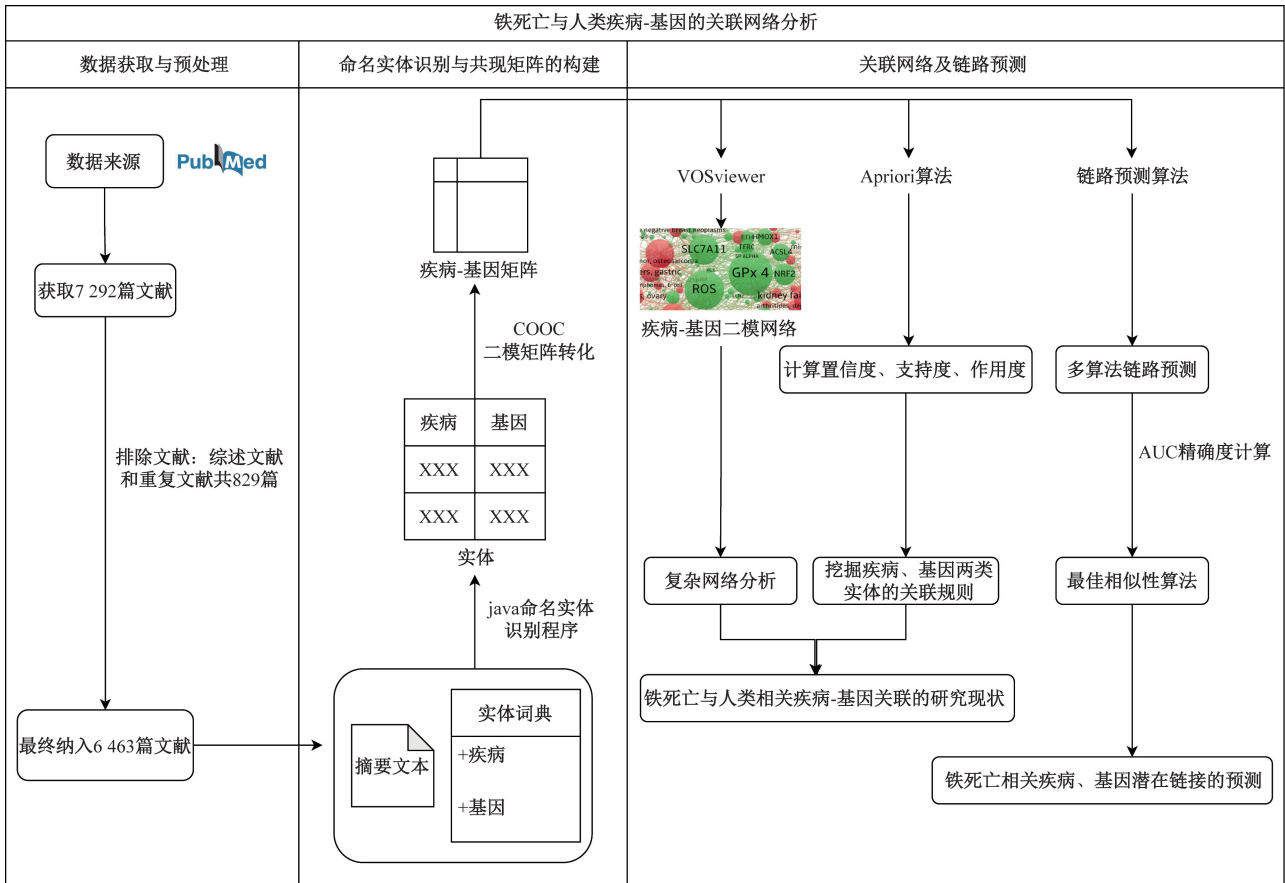 铁死亡与人类疾病-基因的关联网络分析
数据获取与预处理
命名实体识别与共现矩阵的构建
关联网络及链路预测
数据来源
PubMed
获取7 292篇文献
排除文献：综述文献
和重复文献共829篇
最终纳入6 463篇文献
疾病-基因矩阵
COOC
二模矩阵转化
疾病 基因
XXX XXX
XXX XXX
实体
java命名实体
识别程序
摘要文本
实体词典
+疾病
+基因
VOSviewer
negative breast neoplasms
SLC7A11
HMOX1
TFRC
ACSL4
osteosarcoma
ers, gastric
GPx 4
NRF2
ROS
ovary
kidney fai
疾病-基因二模网络
复杂网络分析
Apriori算法
计算置信度、支持度、作用度
挖掘疾病、基因两类
实体的关联规则
铁死亡与人类相关疾病-基因关联的研究现状
链路预测算法
多算法链路预测
AUC精确度计算
最佳相似性算法
铁死亡相关疾病、基因潜在链接的预测